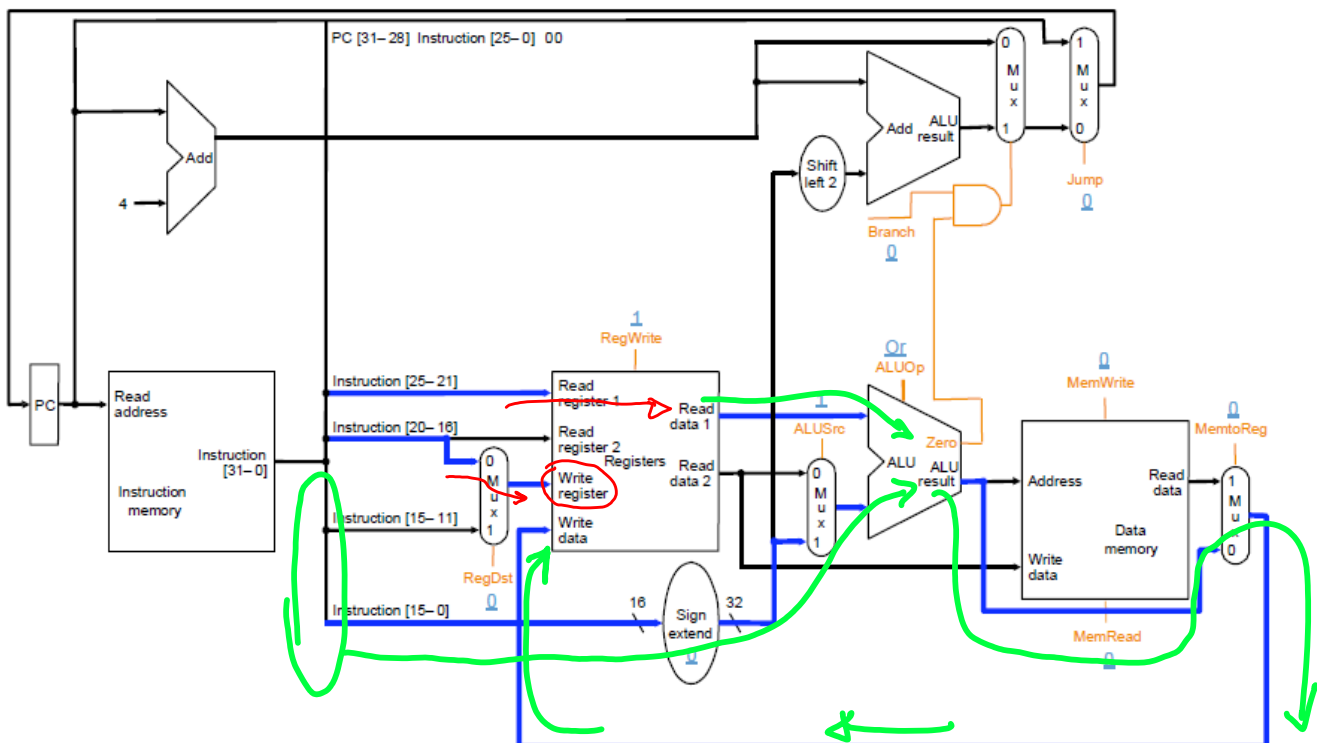 PC [31–28] Instruction [25–0] 00
Add
4
0
M
u
x
1
1
M
u
x
0
Add
ALU
result
Shift
left 2
Jump
0
Branch
0
PC
Read
address
Instruction
[31–0]
Instruction
memory
Instruction [25–21]
Instruction [20–16]
Instruction [15–11]
Instruction [15–0]
0
M
u
x
1
RegDst
0
1
RegWrite
Read
register 1
Read
register 2
Write
register
Write
data
Registers
Read
data 1
Read
data 2
16
Sign
extend
0
32
1
ALUSrc
0
M
u
x
1
Or
ALUOp
Zero
ALU
ALU
result
0
MemWrite
Address
Read
data
Data
memory
Write
data
MemRead
0
0
MemtoReg
1
M
u
0